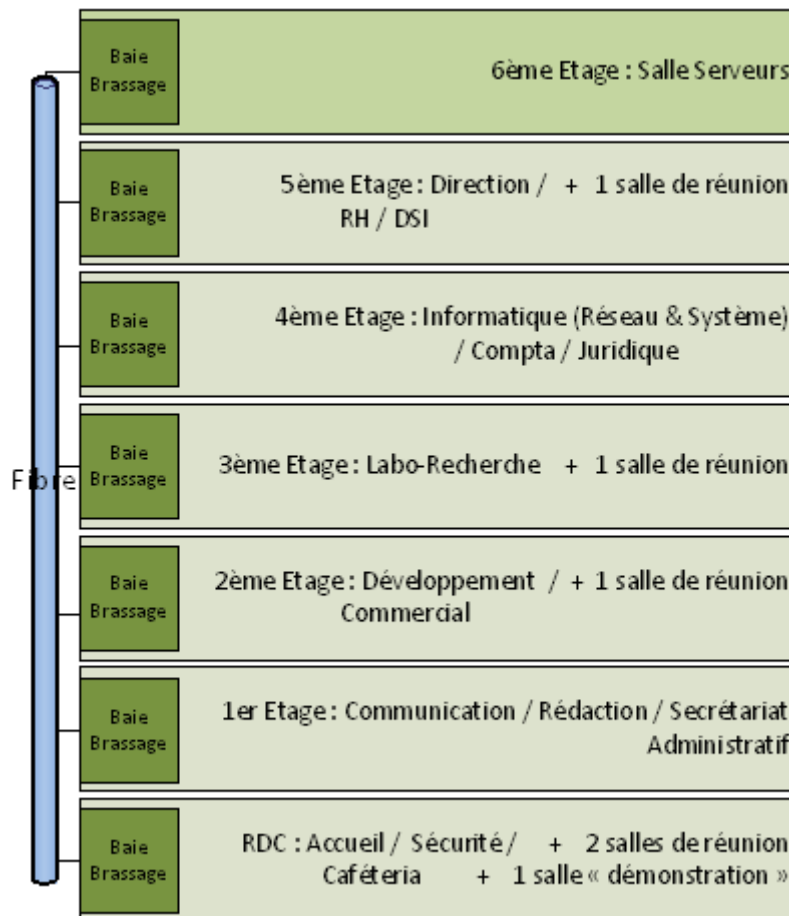 Baie
Brassage
6ème Etage : Salle Serveurs
Baie
Brassage
5ème Etage : Direction / + 1 salle de réunion
RH / DSI
Baie
Brassage
4ème Etage : Informatique (Réseau & Système)
/ Compta / Juridique
Baie
Brassage
3ème Etage : Labo-Recherche + 1 salle de réunion
Fibre
Baie
Brassage
2ème Etage : Développement / + 1 salle de réunion
Commercial
Baie
Brassage
1er Etage : Communication / Rédaction / Secrétariat
Administratif
Baie
Brassage
RDC : Accueil / Sécurité / + 2 salles de réunion
Caféteria + 1 salle « démonstration »